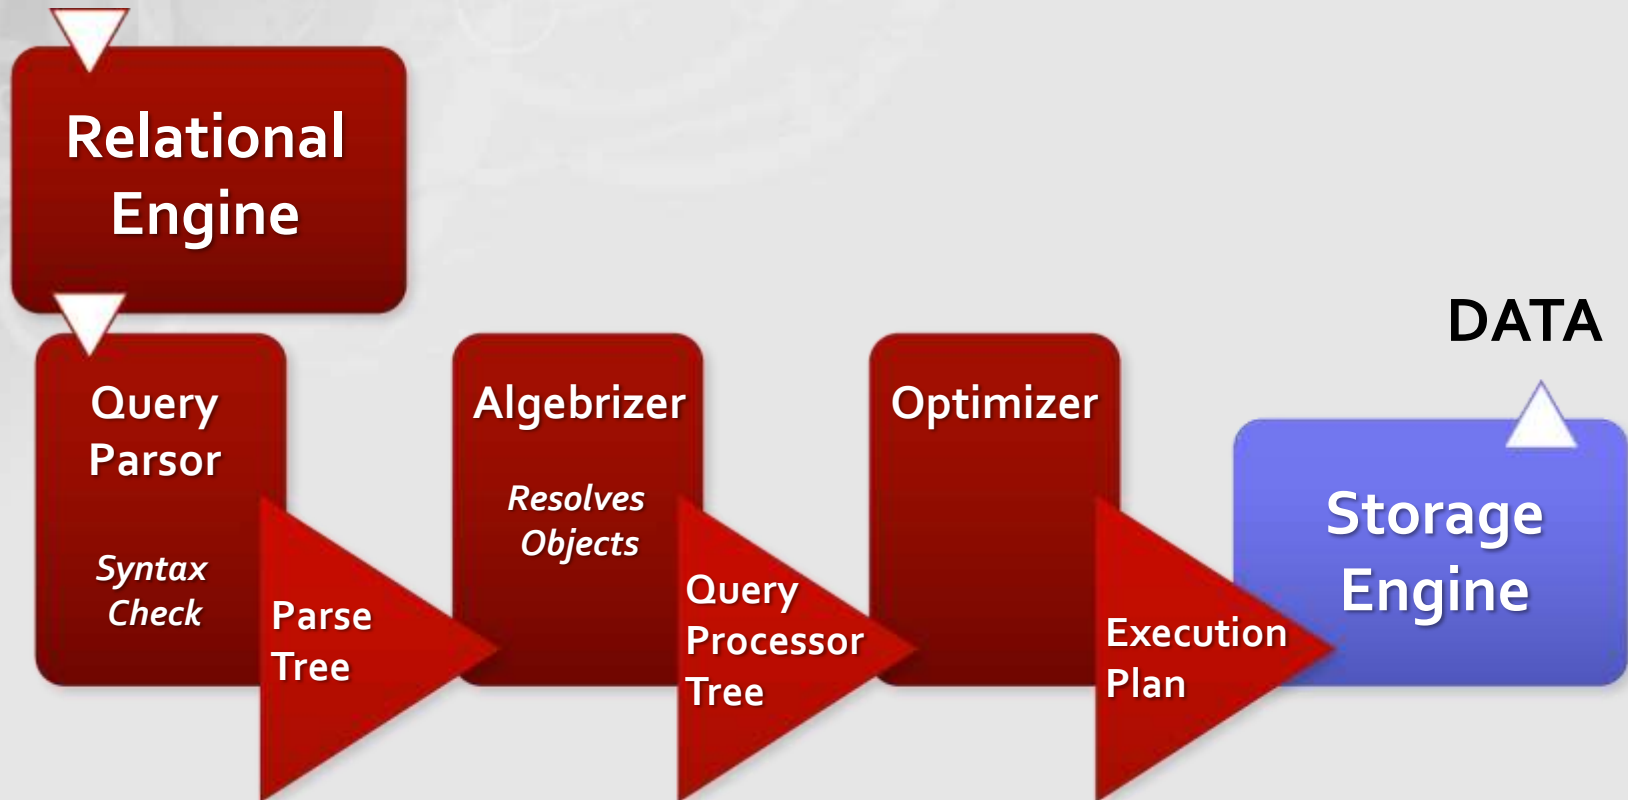 Relational
Engine
DATA
Query
Parsor
Syntax
Check
Parse
Tree
Algebrizer
Resolves
Objects
Query
Processor
Tree
Optimizer
Execution
Plan
Storage
Engine